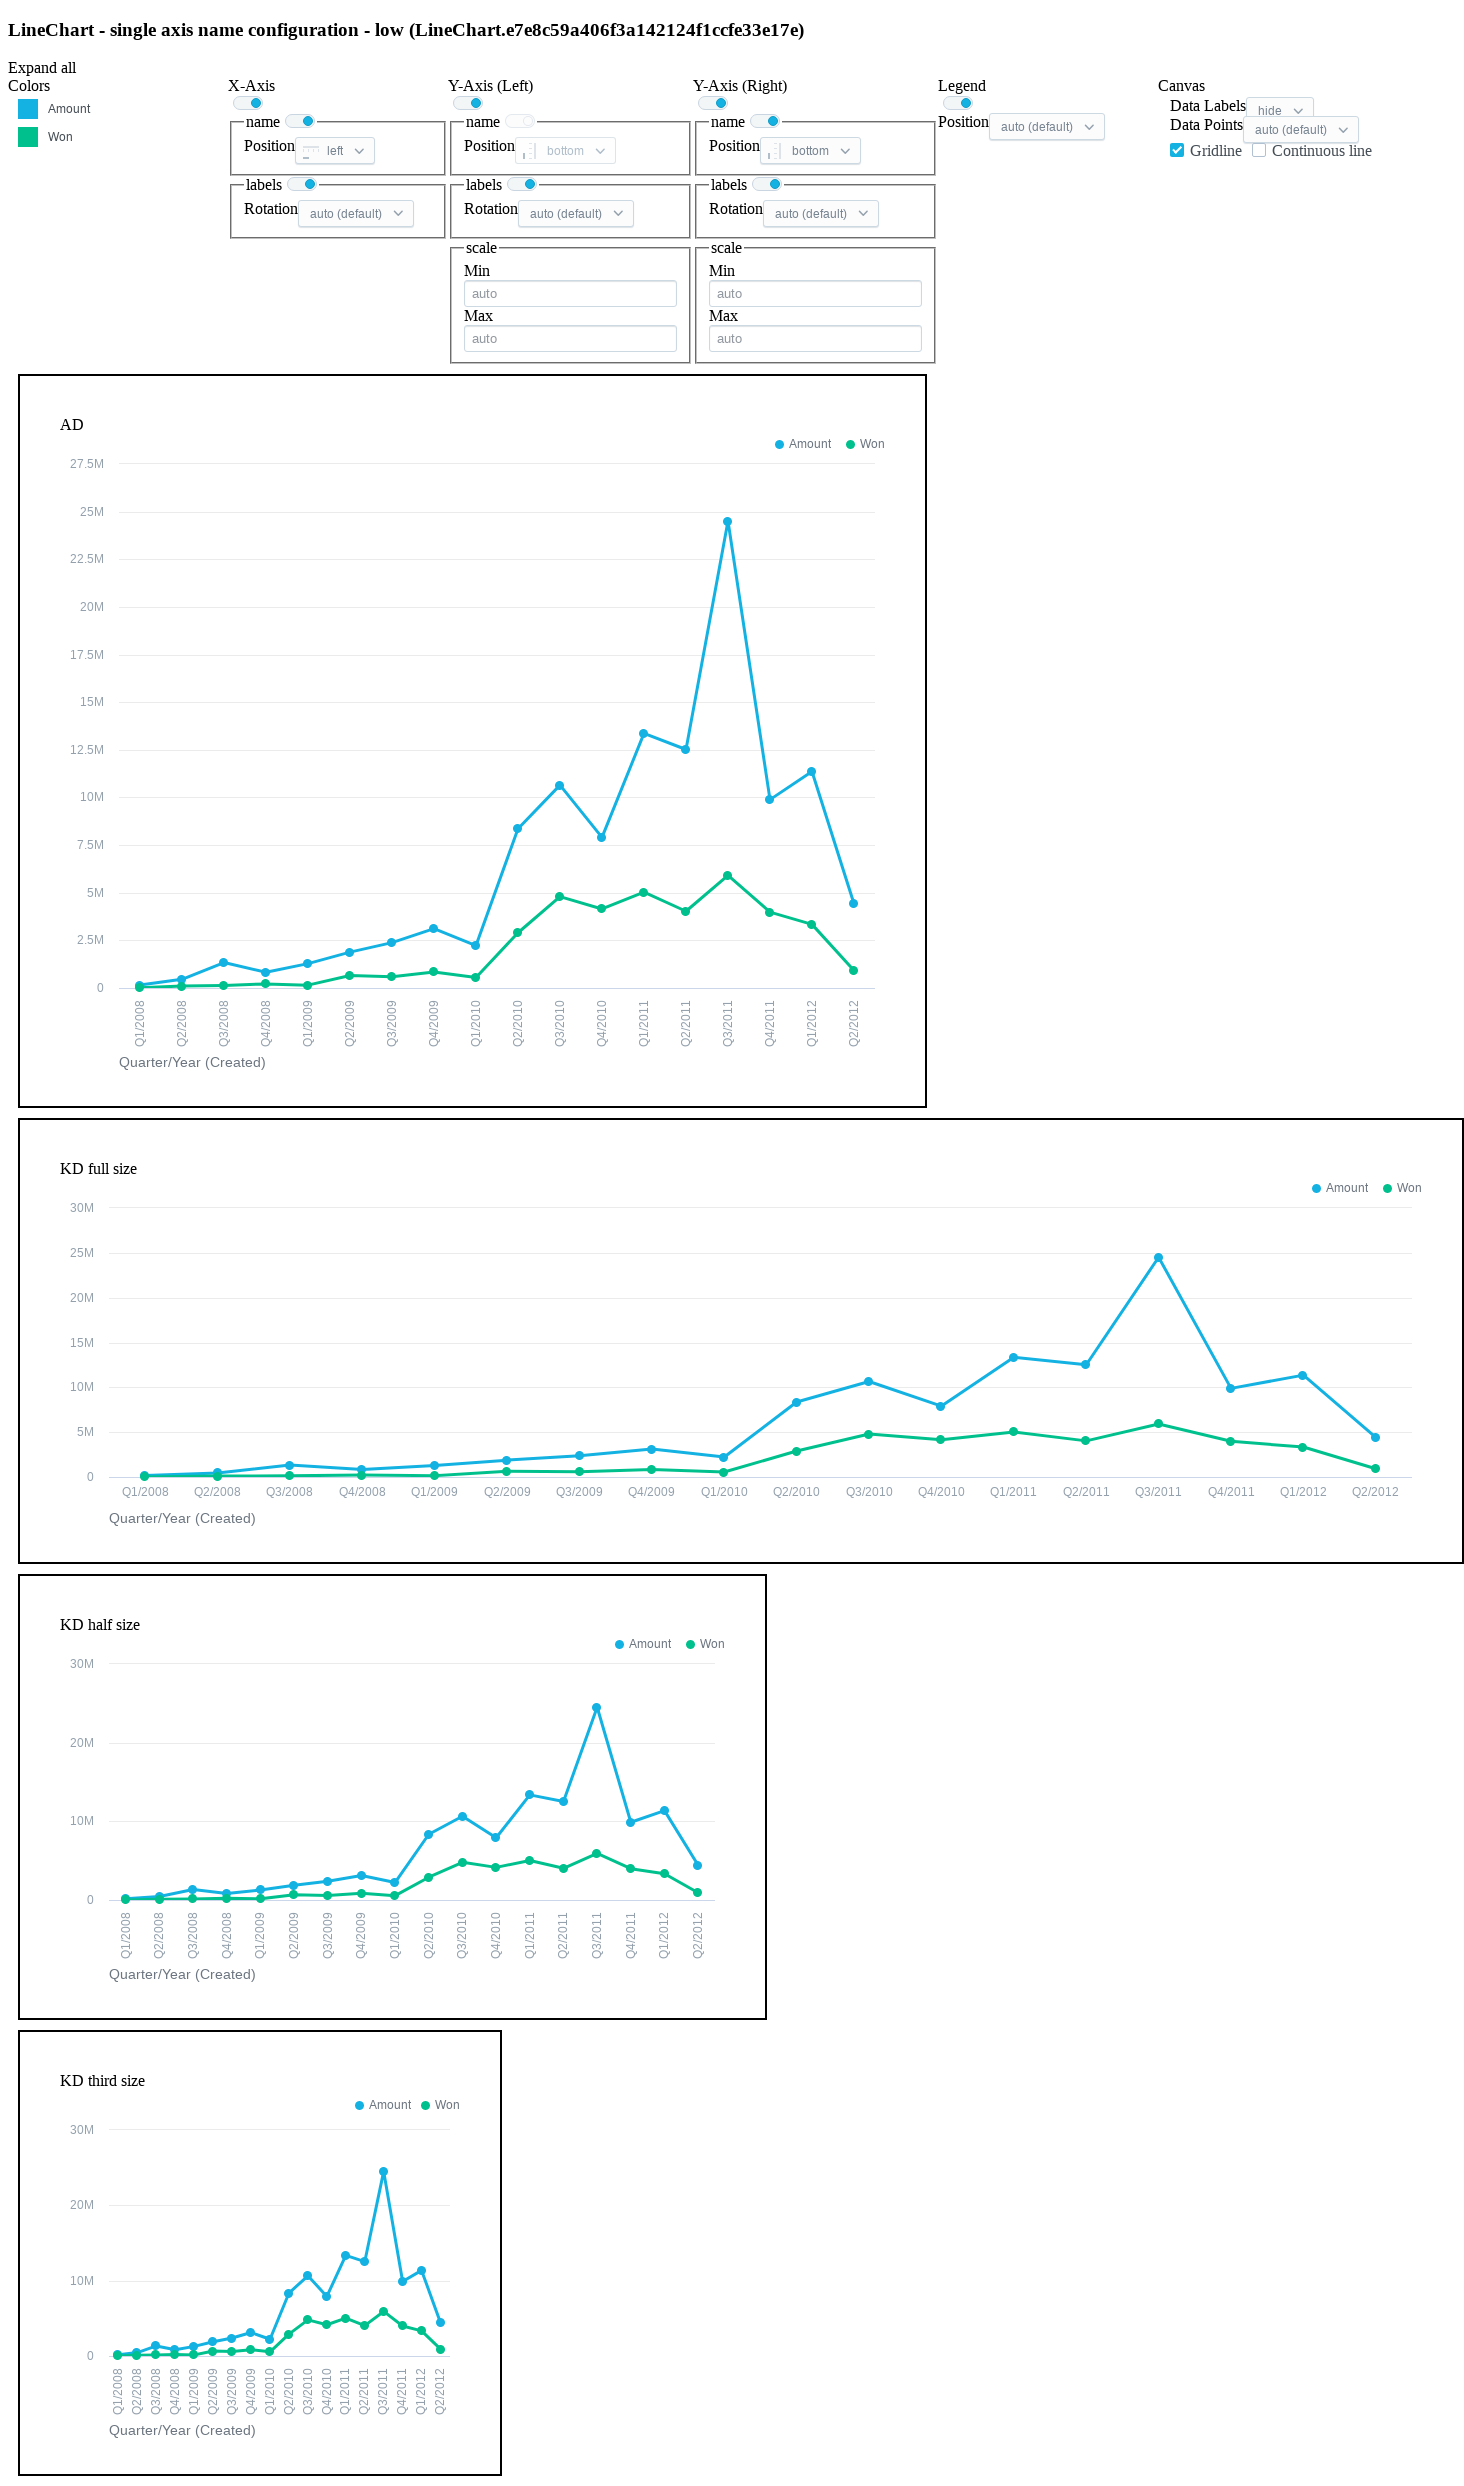 LineChart - single axis name configuration - low (LineChart.e7e8c59a406f3a142124f1ccfe33e17e)
Expand all
Colors
Amount
Won
X-Axis
name
Position left
labels
Rotation auto (default)
Y-Axis (Left)
name
Position bottom
labels
Rotation auto (default)
scale
Min
auto
Max
auto
Y-Axis (Right)
name
Position bottom
labels
Rotation auto (default)
scale
Min
auto
Max
auto
Legend
Position auto (default)
Canvas
Data Labels hide
Data Points auto (default)
Gridline Continuous line
AD
Amount Won
27.5M
25M
22.5M
20M
17.5M
15M
12.5M
10M
7.5M
5M
2.5M
0
Q1/2008 Q2/2008 Q3/2008 Q4/2008 Q1/2009 Q2/2009 Q3/2009 Q4/2009 Q1/2010 Q2/2010 Q3/2010 Q4/2010 Q1/2011 Q2/2011 Q3/2011 Q4/2011 Q1/2012 Q2/2012
Quarter/Year (Created)
KD full size
Amount Won
30M
25M
20M
15M
10M
5M
0
Q1/2008 Q2/2008 Q3/2008 Q4/2008 Q1/2009 Q2/2009 Q3/2009 Q4/2009 Q1/2010 Q2/2010 Q3/2010 Q4/2010 Q1/2011 Q2/2011 Q3/2011 Q4/2011 Q1/2012 Q2/2012
Quarter/Year (Created)
KD half size
Amount Won
30M
20M
10M
0
Q1/2008 Q2/2008 Q3/2008 Q4/2008 Q1/2009 Q2/2009 Q3/2009 Q4/2009 Q1/2010 Q2/2010 Q3/2010 Q4/2010 Q1/2011 Q2/2011 Q3/2011 Q4/2011 Q1/2012 Q2/2012
Quarter/Year (Created)
KD third size
Amount Won
30M
20M
10M
0
Q1/2008 Q2/2008 Q3/2008 Q4/2008 Q1/2009 Q2/2009 Q3/2009 Q4/2009 Q1/2010 Q2/2010 Q3/2010 Q4/2010 Q1/2011 Q2/2011 Q3/2011 Q4/2011 Q1/2012 Q2/2012
Quarter/Year (Created)